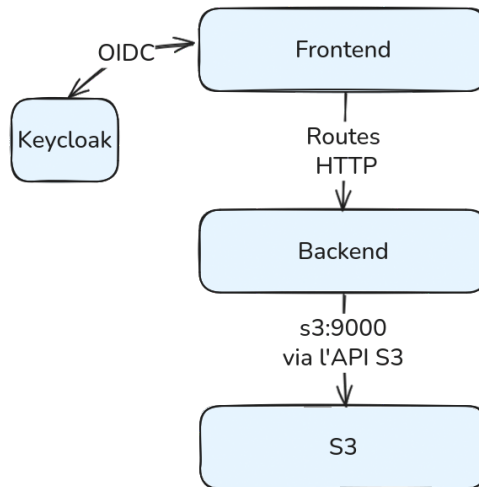 OIDC
Frontend
Keycloak
Routes
HTTP
Backend
s3:9000
via l'API S3
S3